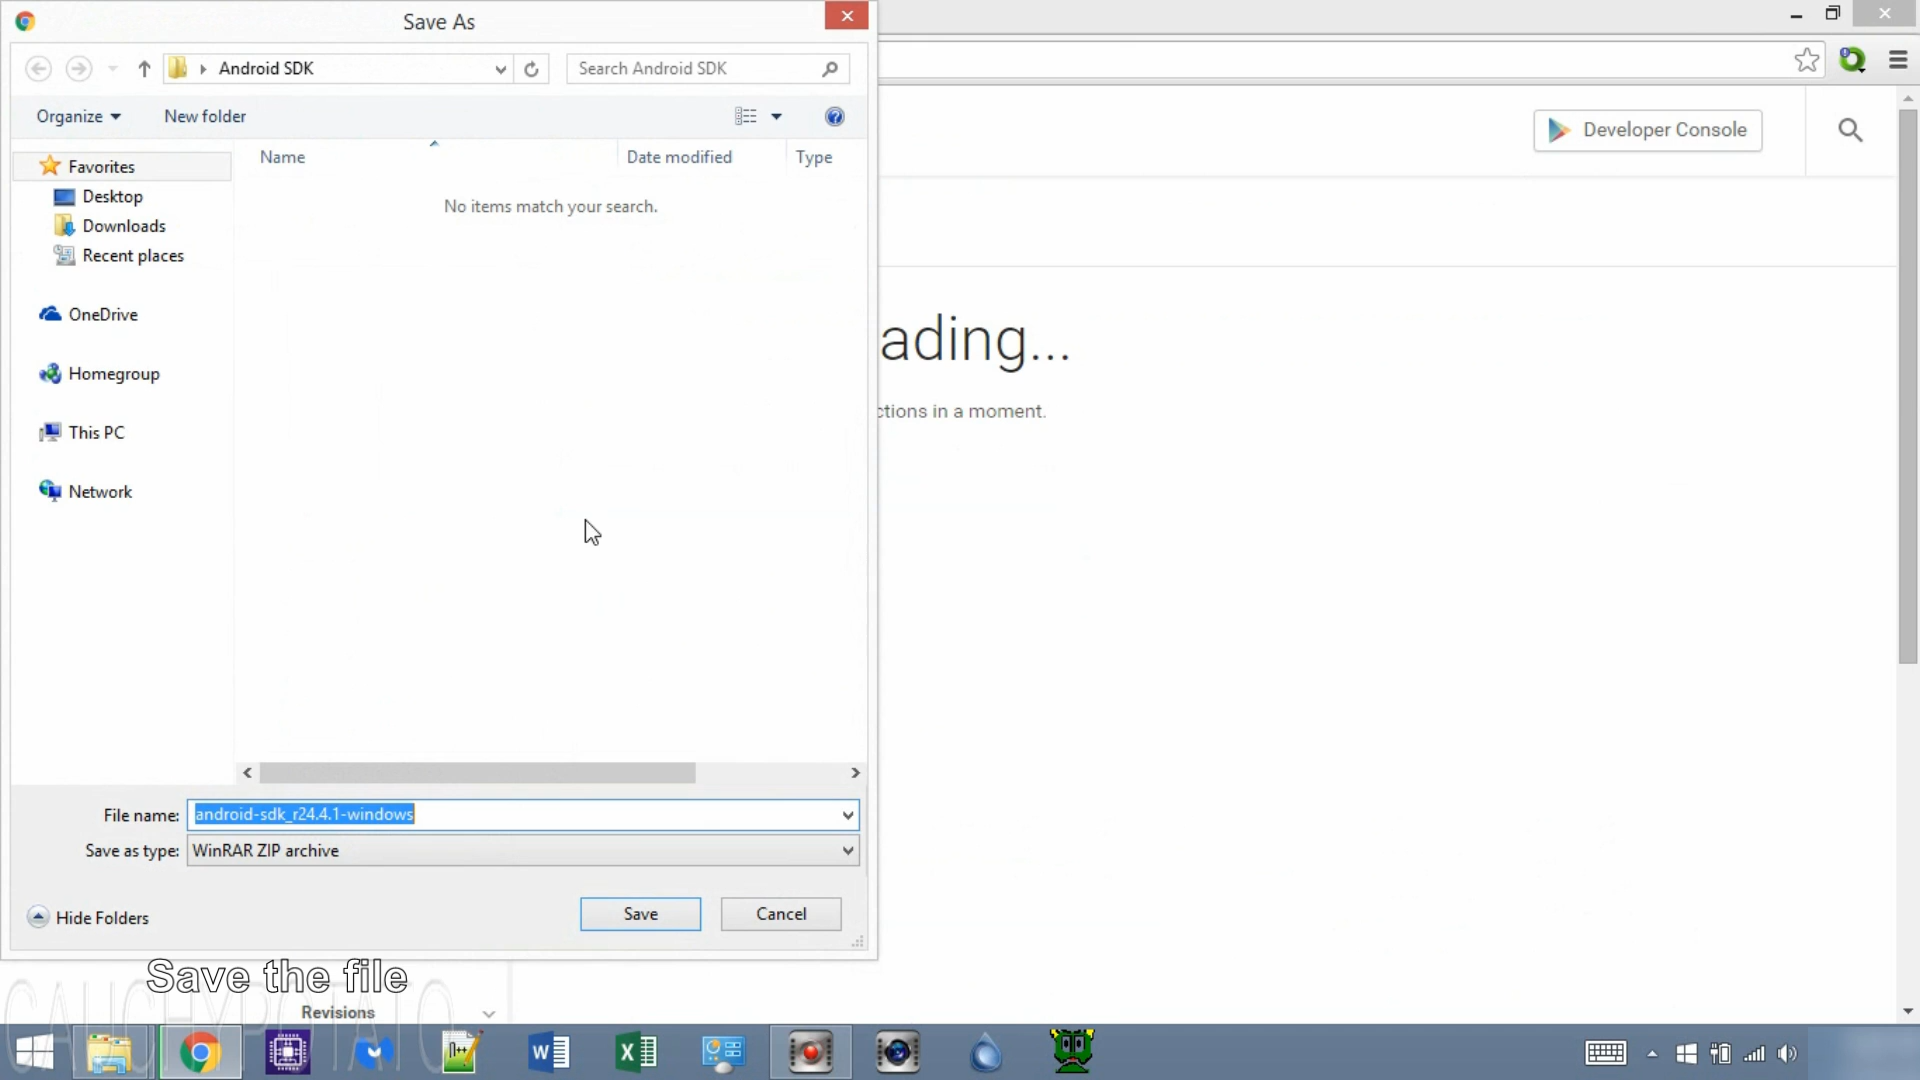 Save As
Android SDK
Search Android SDK
Organize
New folder
Name
Date modified
Type
No items match your search.
Favorites
Desktop
Downloads
Recent places
OneDrive
Homegroup
This PC
Network
File name:
android-sdk_r24.4.1-windows
Save as type:
WinRAR ZIP archive
Hide Folders
Save
Cancel
Developer Console
ading...
ctions in a moment.
Save the file
CAUCHYPOTATO
Revisions